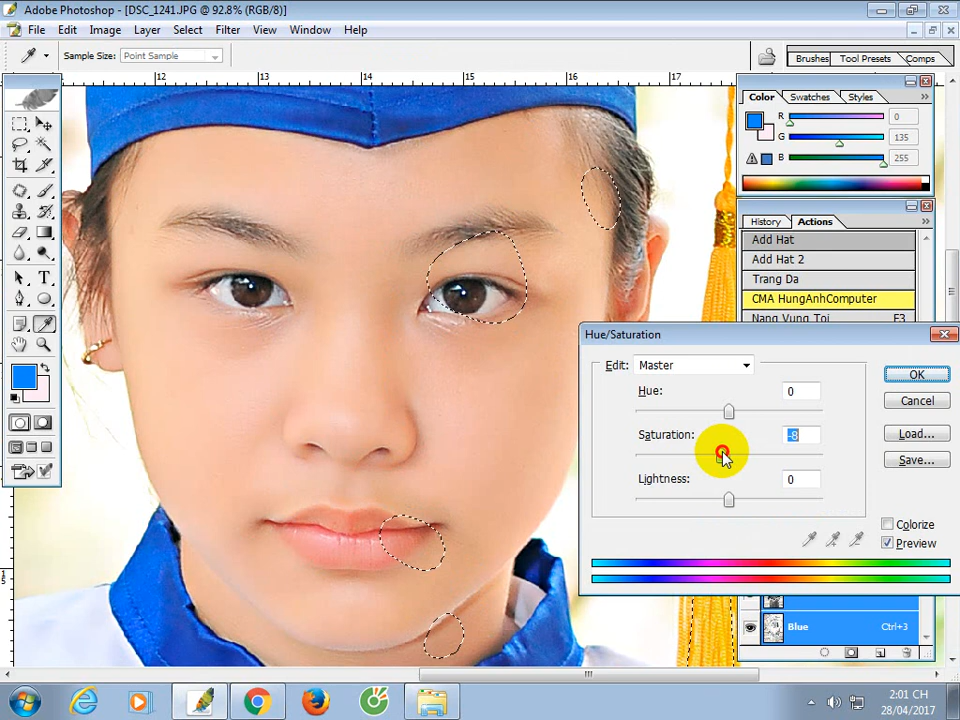 Adobe Photoshop - [DSC_1241.JPG @ 92.8% (RGB/8)]
File Edit Image Layer Select Filter View Window Help
Sample Size: Point Sample
Brushes Tool Presets Comps
12 13 14 15 16 17
Color Swatches Styles
R 0
G 135
B 255
History Actions
Add Hat
Add Hat 2
Trang Da
CMA HungAnhComputer
Nang Vung Toi F3
Hue/Saturation
Edit: Master
Hue: 0
Saturation: -8
Lightness: 0
OK
Cancel
Load...
Save...
Colorize
Preview
Blue Ctrl+3
2:01 CH
28/04/2017